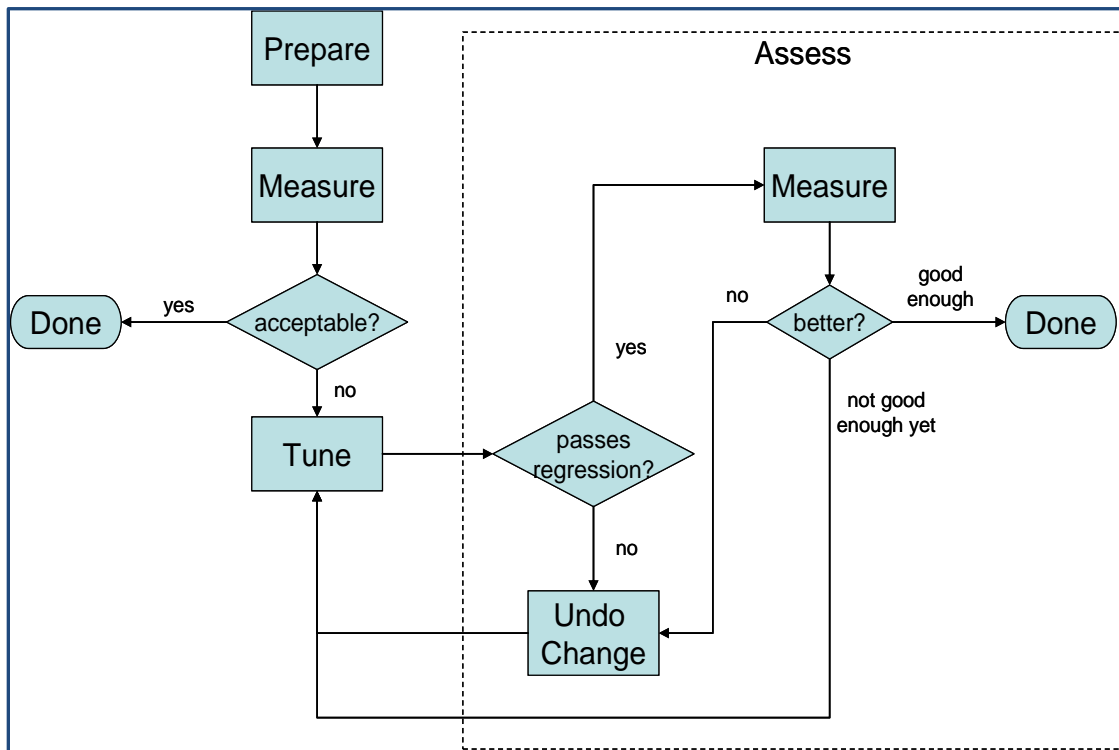 Prepare
Assess
Measure
Measure
Done
yes
acceptable?
no
better?
good
enough
Done
yes
no
not good
enough yet
Tune
passes
regression?
no
Undo
Change